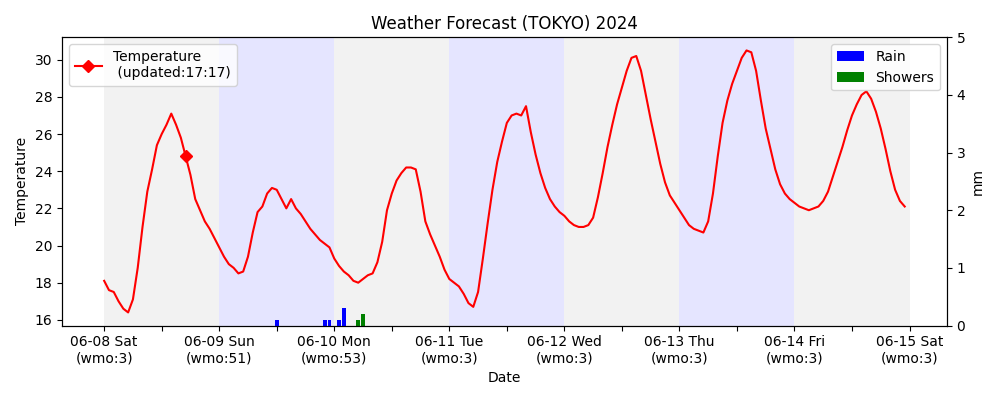 Weather Forecast (TOKYO) 2024
Temperature
(updated:17:17)
Rain
Showers
Temperature
30
28
26
24
22
20
18
16
5
4
3
2
1
0
mm
06-08 Sat
(wmo:3)
06-09 Sun
(wmo:51)
06-10 Mon
(wmo:53)
06-11 Tue
(wmo:3)
06-12 Wed
(wmo:3)
06-13 Thu
(wmo:3)
06-14 Fri
(wmo:3)
06-15 Sat
(wmo:3)
Date